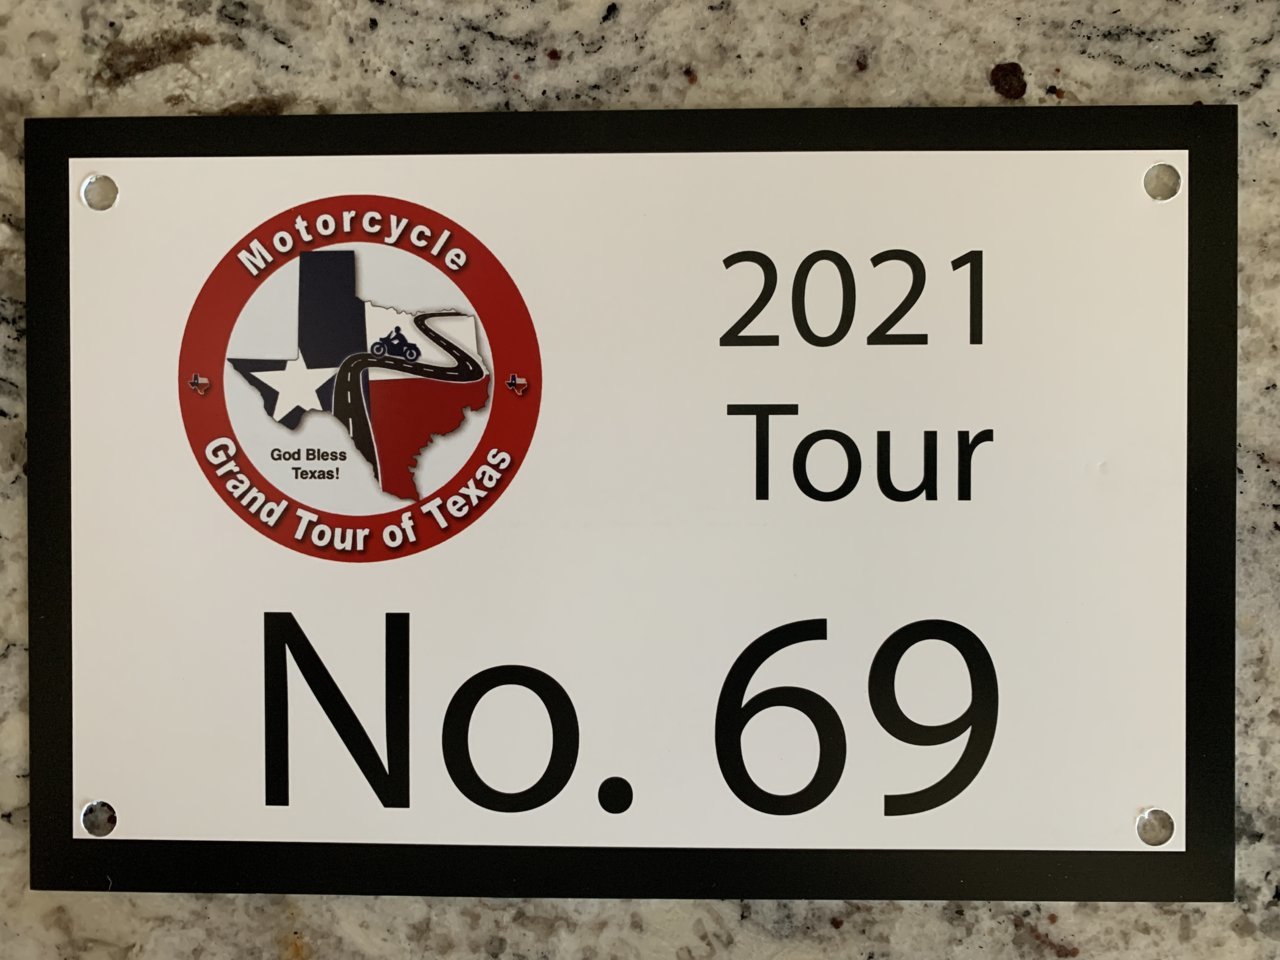 Motorcycle
God Bless
Texas!
Grand Tour of Texas
2021
Tour
No. 69